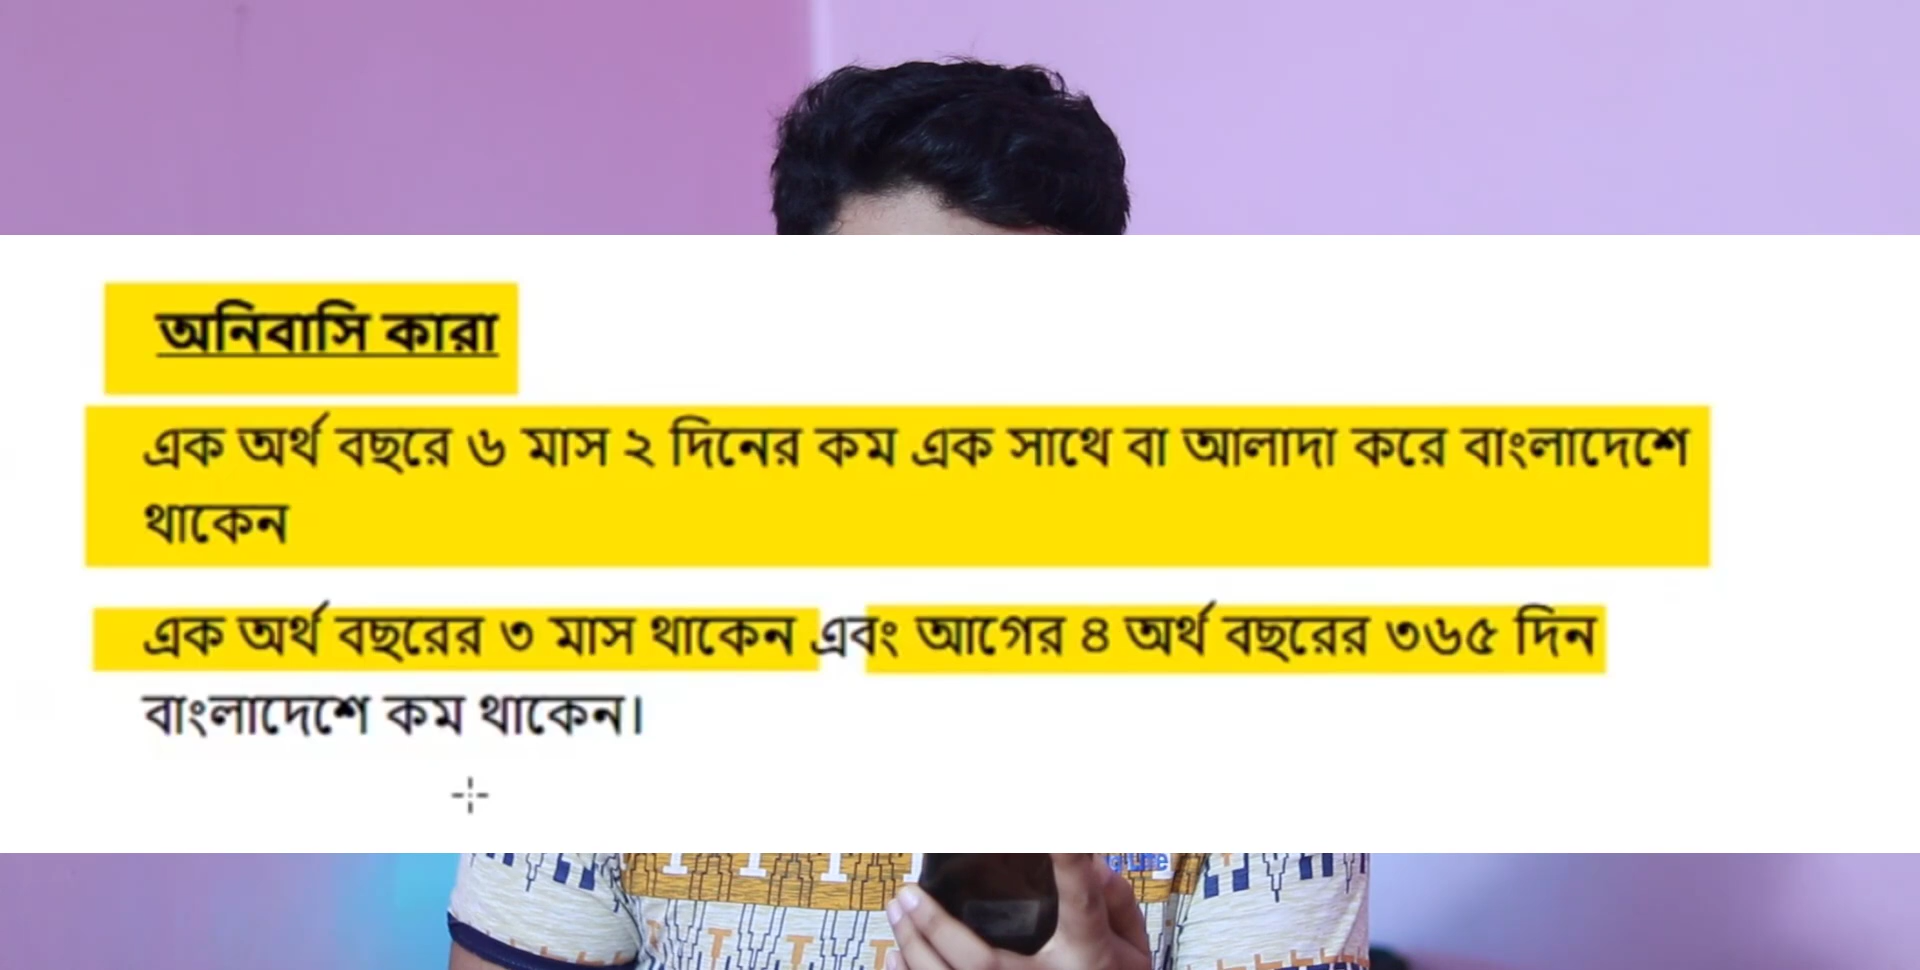 অনিবাসি কারা
এক অর্থ বছরে ৬ মাস ২ দিনের কম এক সাথে বা আলাদা করে বাংলাদেশে
থাকেন
এক অর্থ বছরের ৩ মাস থাকেন এবং আগের ৪ অর্থ বছরের ৩৬৫ দিন
বাংলাদেশে কম থাকেন।